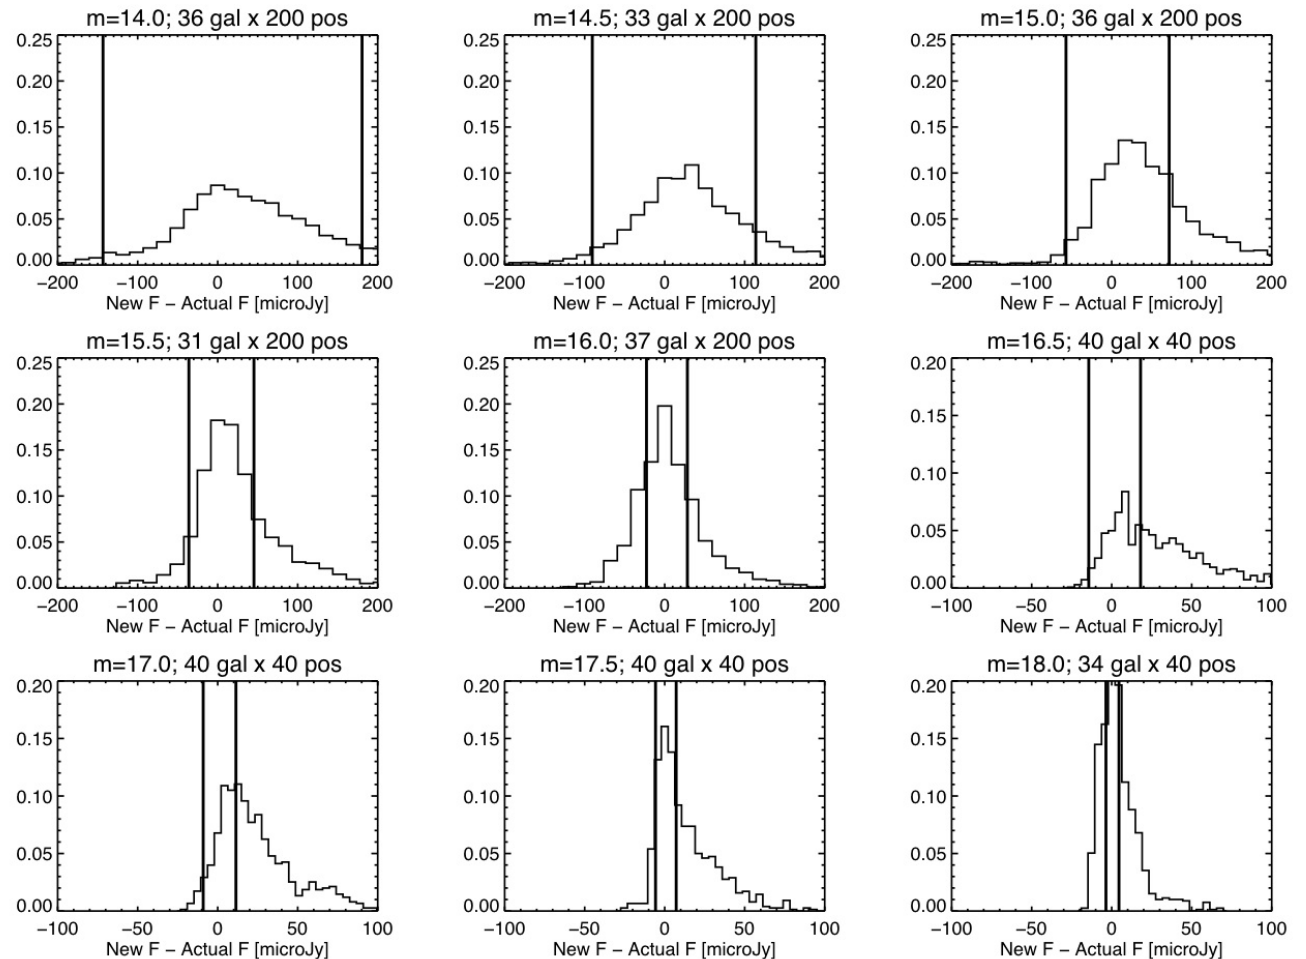 m=14.0; 36 gal x 200 pos
0.25
0.20
0.15
0.10
0.05
0.00
−200 −100 0 100 200
New F − Actual F [microJy]
m=14.5; 33 gal x 200 pos
0.25
0.20
0.15
0.10
0.05
0.00
−200 −100 0 100 200
New F − Actual F [microJy]
m=15.0; 36 gal x 200 pos
0.25
0.20
0.15
0.10
0.05
0.00
−200 −100 0 100 200
New F − Actual F [microJy]
m=15.5; 31 gal x 200 pos
0.25
0.20
0.15
0.10
0.05
0.00
−200 −100 0 100 200
New F − Actual F [microJy]
m=16.0; 37 gal x 200 pos
0.25
0.20
0.15
0.10
0.05
0.00
−200 −100 0 100 200
New F − Actual F [microJy]
m=16.5; 40 gal x 40 pos
0.20
0.15
0.10
0.05
0.00
−100 −50 0 50 100
New F − Actual F [microJy]
m=17.0; 40 gal x 40 pos
0.20
0.15
0.10
0.05
0.00
−100 −50 0 50 100
New F − Actual F [microJy]
m=17.5; 40 gal x 40 pos
0.20
0.15
0.10
0.05
0.00
−100 −50 0 50 100
New F − Actual F [microJy]
m=18.0; 34 gal x 40 pos
0.20
0.15
0.10
0.05
0.00
−100 −50 0 50 100
New F − Actual F [microJy]